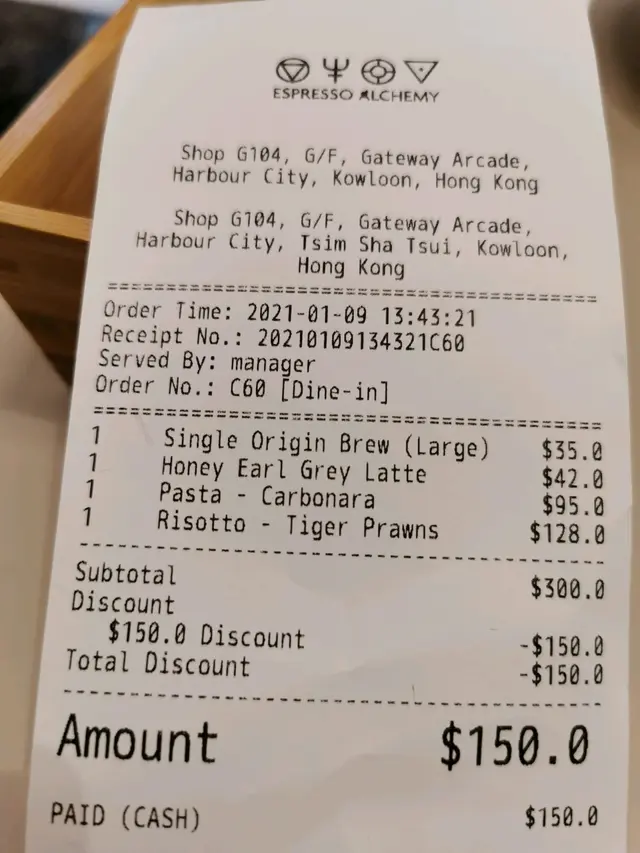 ESPRESSO ALCHEMY
Shop G104, G/F, Gateway Arcade,
Harbour City, Kowloon, Hong Kong
Shop G104, G/F, Gateway Arcade,
Harbour City, Tsim Sha Tsui, Kowloon,
Hong Kong
Order Time: 2021-01-09 13:43:21
Receipt No.: 20210109134321C60
Served By: manager
Order No.: C60 [Dine-in]
1 Single Origin Brew (Large) $35.0
1 Honey Earl Grey Latte $42.0
1 Pasta - Carbonara $95.0
1 Risotto - Tiger Prawns $128.0
Subtotal $300.0
Discount
$150.0 Discount -$150.0
Total Discount -$150.0
Amount $150.0
PAID (CASH) $150.0